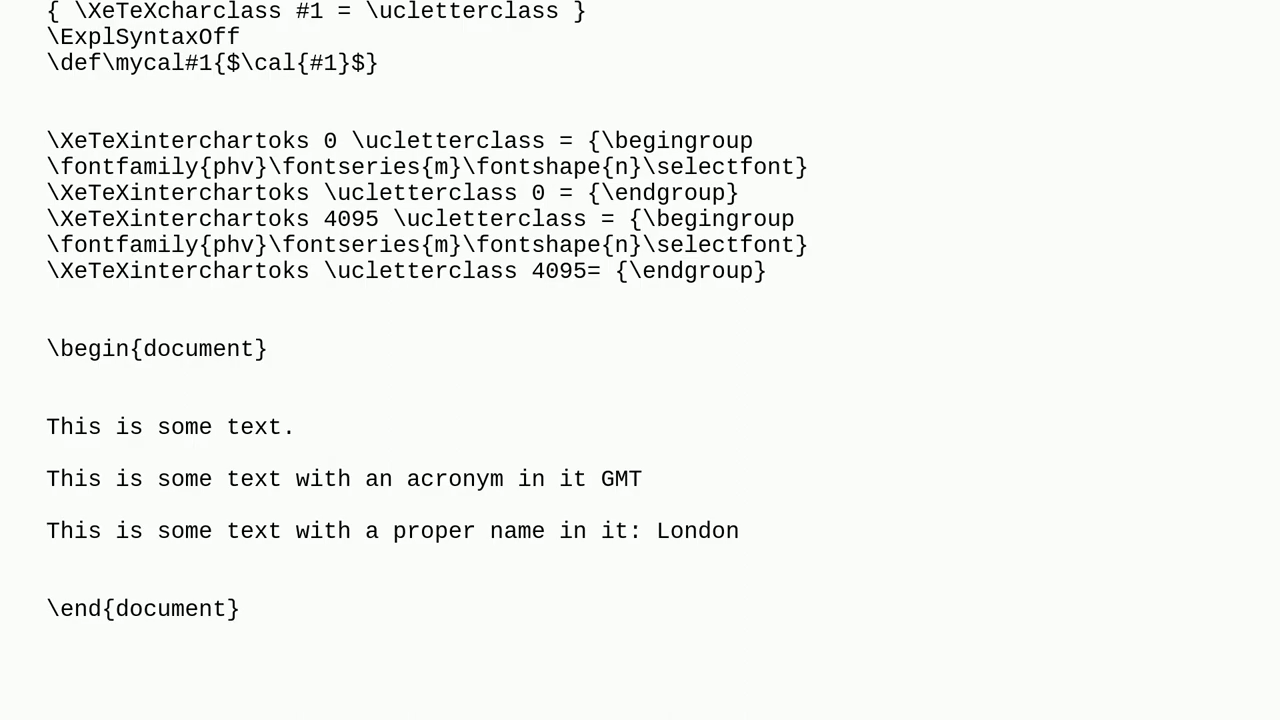 { \XeTeXcharclass #1 = \ucletterclass }
\ExplSyntaxOff
\def\mycal#1{$\cal{#1}$}
\XeTeXinterchartoks 0 \ucletterclass = {\begingroup
\fontfamily{phv}\fontseries{m}\fontshape{n}\selectfont}
\XeTeXinterchartoks \ucletterclass 0 = {\endgroup}
\XeTeXinterchartoks 4095 \ucletterclass = {\begingroup
\fontfamily{phv}\fontseries{m}\fontshape{n}\selectfont}
\XeTeXinterchartoks \ucletterclass 4095= {\endgroup}
\begin{document}
This is some text.
This is some text with an acronym in it GMT
This is some text with a proper name in it: London
\end{document}